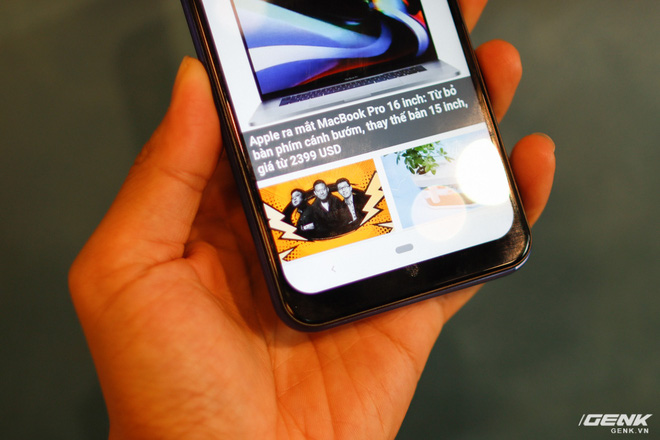 Apple ra mắt MacBook Pro 16 inch: Từ bỏ
bàn phím cánh bướm, thay thế bản 15 inch,
giá từ 2399 USD
GENK
GENK.VN